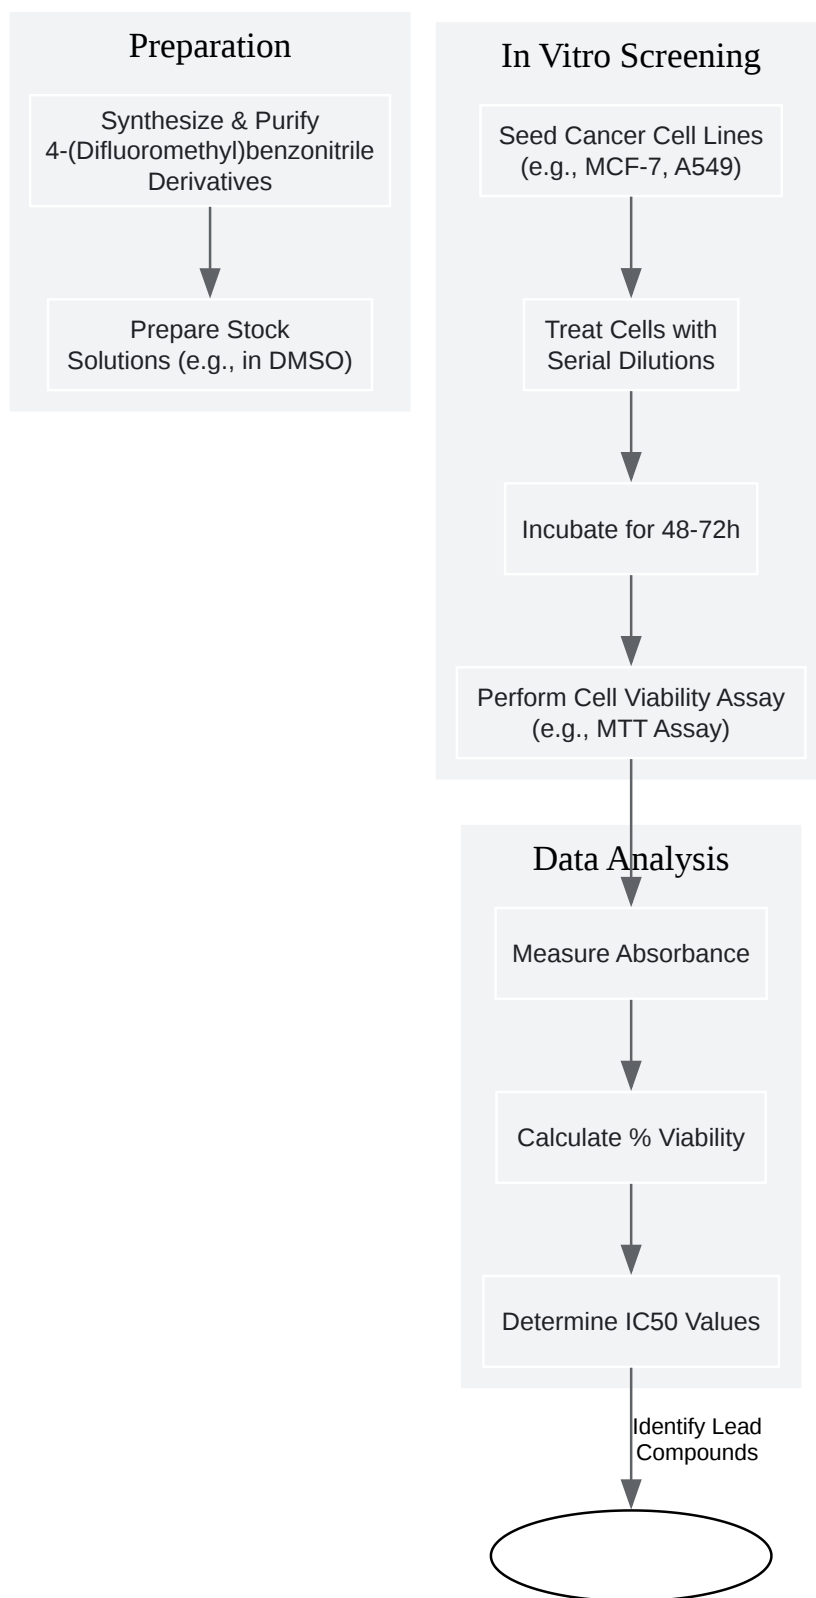 Preparation
Synthesize & Purify
4-(Difluoromethyl)benzonitrile
Derivatives
Prepare Stock
Solutions (e.g., in DMSO)
In Vitro Screening
Seed Cancer Cell Lines
(e.g., MCF-7, A549)
Treat Cells with
Serial Dilutions
Incubate for 48-72h
Perform Cell Viability Assay
(e.g., MTT Assay)
Data Analysis
Measure Absorbance
Calculate % Viability
Determine IC50 Values
Identify Lead
Compounds